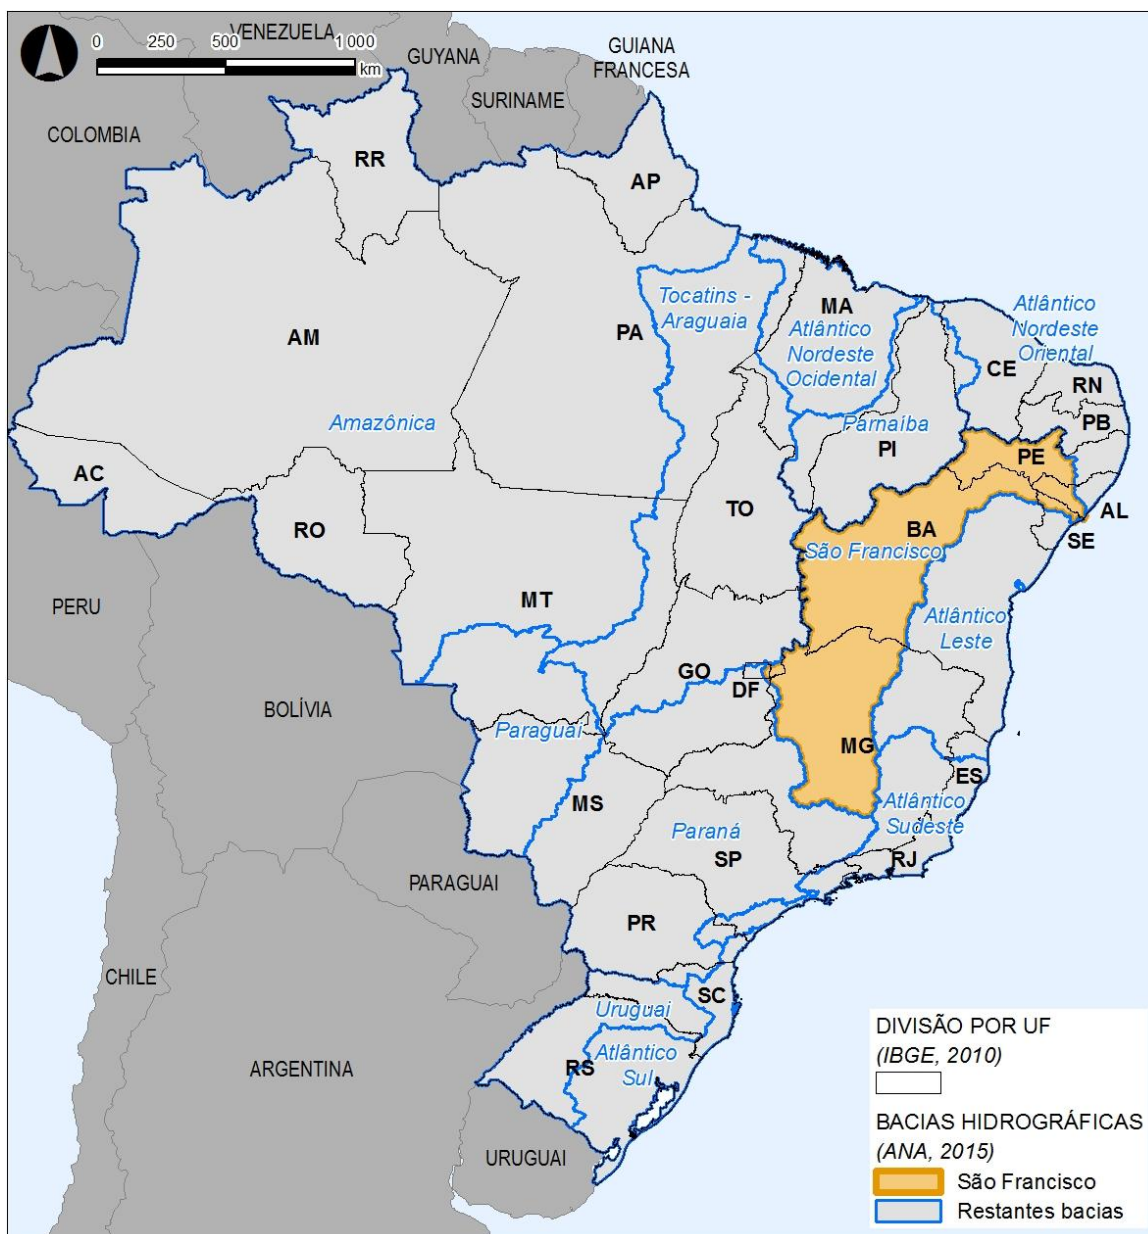 VENEZUELA
0 250 500 1 000
km
GUYANA
GUIANA
FRANCESA
SURINAME
COLOMBIA
RR
AP
Tocatins -
Araguaia
MA
Atlântico
Nordeste
Ocidental
Atlântico
Nordeste
Oriental
AM
PA
CE
RN
Amazônica
Parnaíba
PB
PI
PE
AC
TO
AL
RO
BA
SE
São Francisco
PERU
MT
Atlântico
Leste
GO
DF
BOLÍVIA
Paraguai
MG
ES
MS
Atlântico
Sudeste
Paraná
SP
RJ
PARAGUAI
PR
CHILE
SC
Uruguai
Atlântico
Sul
RS
ARGENTINA
URUGUAI
DIVISÃO POR UF
(IBGE, 2010)
BACIAS HIDROGRÁFICAS
(ANA, 2015)
São Francisco
Restantes bacias